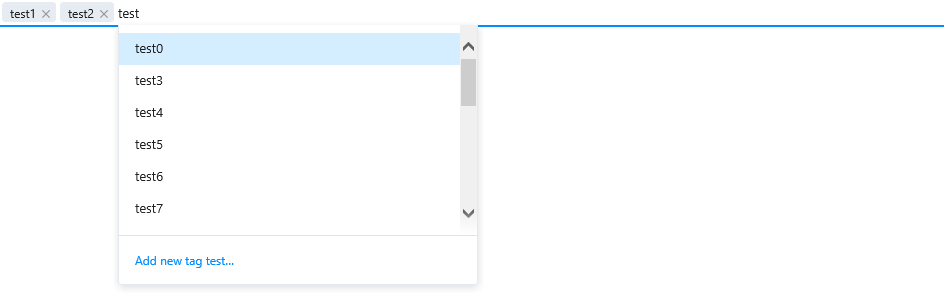 test1 test2 test
test0
test3
test4
test5
test6
test7
Add new tag test...